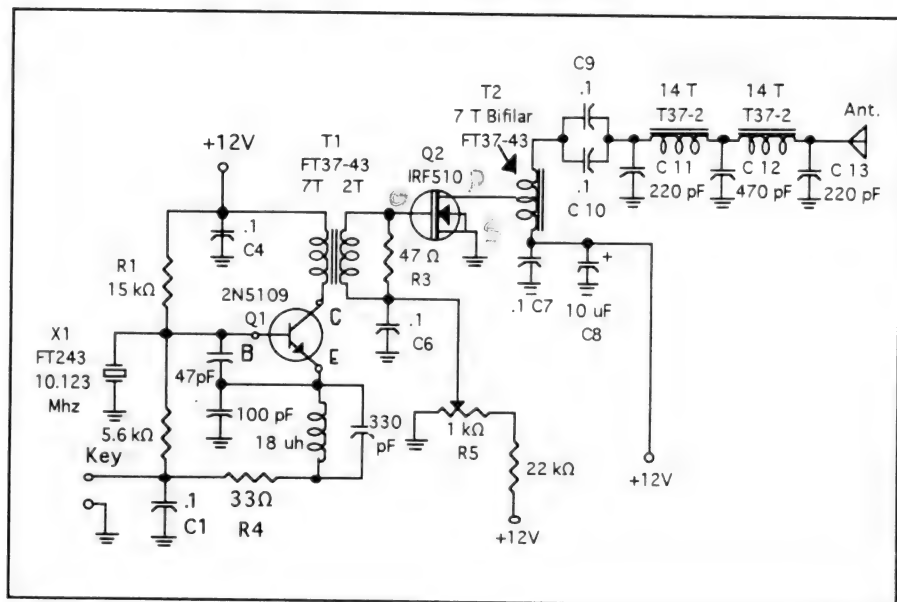 C9
.1
T2
7 T Bifilar
FT37-43
14 T
T37-2
14 T
T37-2
Ant.
+12V
T1
FT37-43
7T 2T
Q2
IRF510
G
D
.1
C 10
C 11
220 pF
C 12
470 pF
C 13
220 pF
.1
C4
47 Ω
R3
R1
15 kΩ
2N5109
Q1
C
B
E
.1
C6
.1 C7
+
10 uF
C8
X1
FT243
10.123
Mhz
47pF
100 pF
18 uh
330
pF
1 kΩ
R5
22 kΩ
5.6 kΩ
Key
.1
C1
33Ω
R4
+12V
+12V